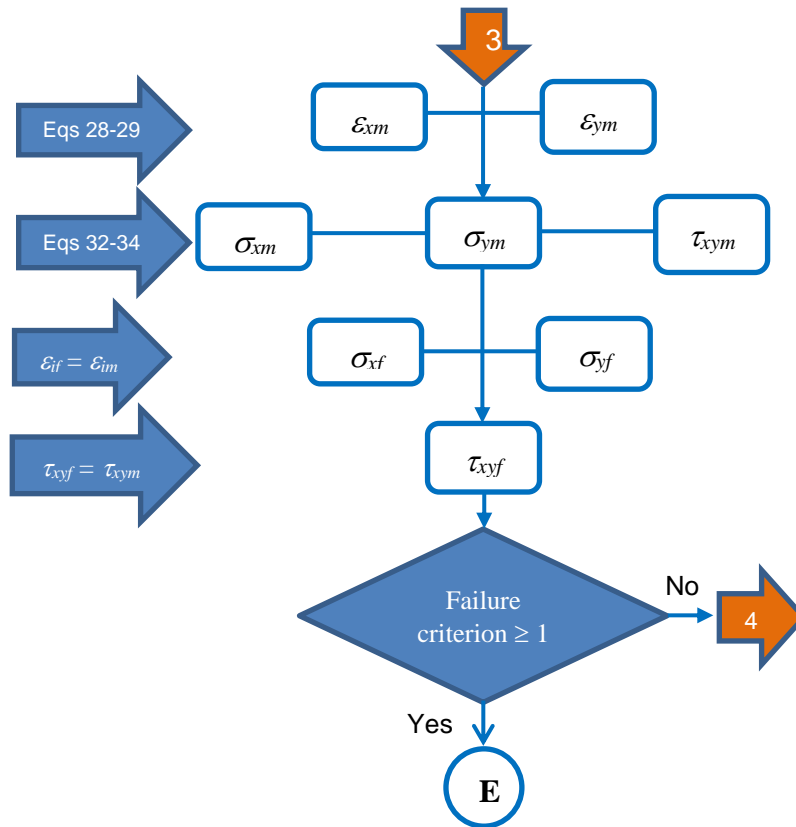 3
Eqs 28-29
εxm
εym
Eqs 32-34
σxm
σym
τxym
εif = εim
σxf
σyf
τxyf = τxym
τxyf
Failure
criterion ≥ 1
No
4
Yes
E